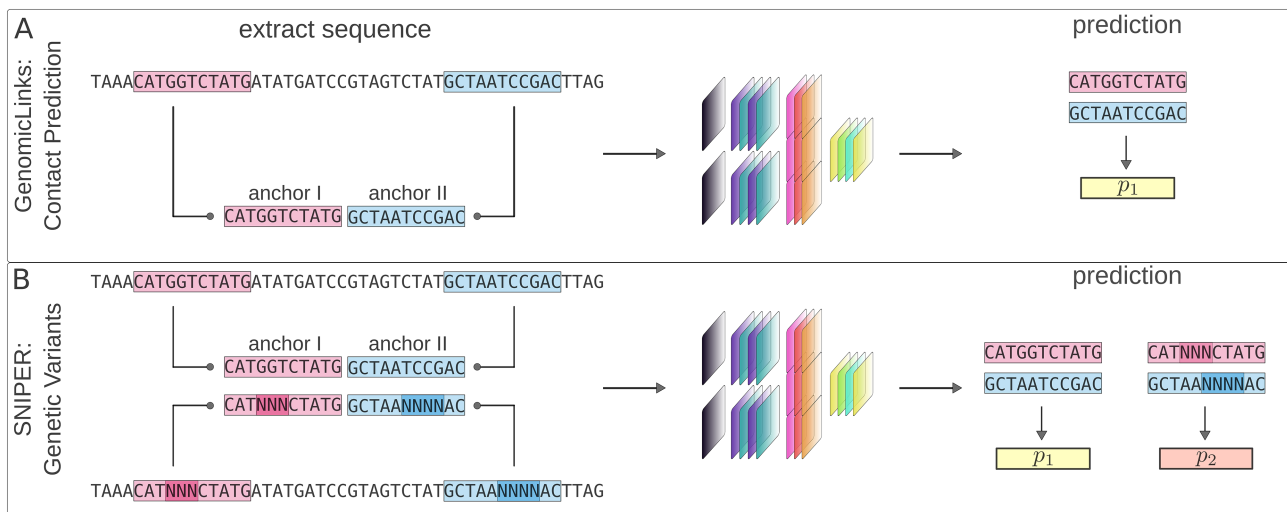 A
GenomicLinks:
Contact Prediction
extract sequence
prediction
TAAACATGGTCTATGATATGATCCGTAGTCTATGCTAATCCGACTTAG
anchor I anchor II
CATGGTCTATG GCTAATCCGAC
CATGGTCTATG
GCTAATCCGAC
p1
B
SNIPER:
Genetic Variants
prediction
TAAACATGGTCTATGATATGATCCGTAGTCTATGCTAATCCGACTTAG
anchor I anchor II
CATGGTCTATG GCTAATCCGAC
CATNNNCTATG GCTAANNNNAC
TAAACATNNNCTATGATATGATCCGTAGTCTATGCTAANNNNACTTAG
CATGGTCTATG
GCTAATCCGAC
p1
CATNNNCTATG
GCTAANNNNAC
p2